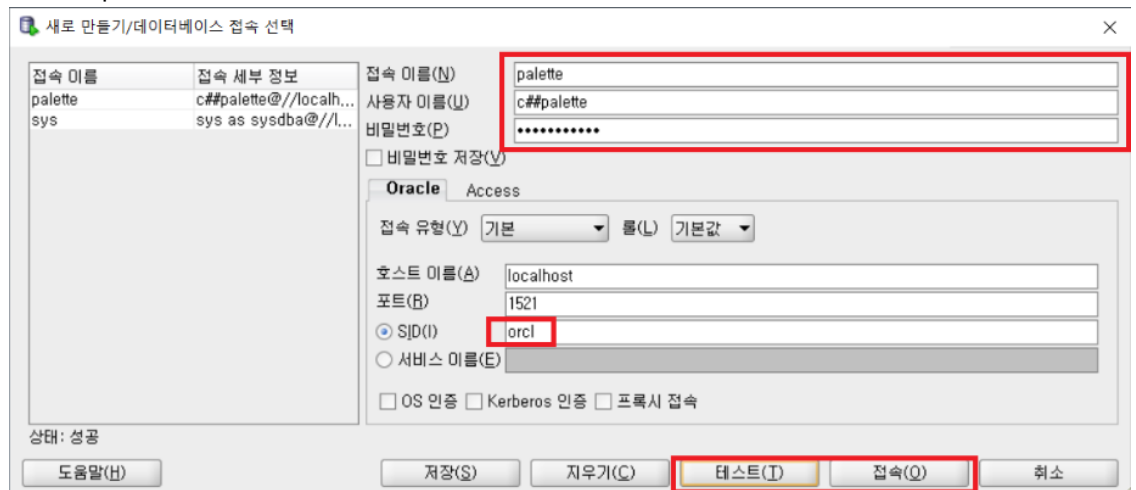 새로 만들기/데이터베이스 접속 선택
접속 이름 접속 세부 정보
palette c##palette@//localh...
sys sys as sysdba@//l...
접속 이름(N) palette
사용자 이름(U) c##palette
비밀번호(P) •••••••••••
비밀번호 저장(V)
Oracle Access
접속 유형(Y) 기본 롤(L) 기본값
호스트 이름(A) localhost
포트(R) 1521
SID(I) orcl
서비스 이름(E)
OS 인증 Kerberos 인증 프록시 접속
상태: 성공
도움말(H) 저장(S) 지우기(C) 테스트(T) 접속(O) 취소